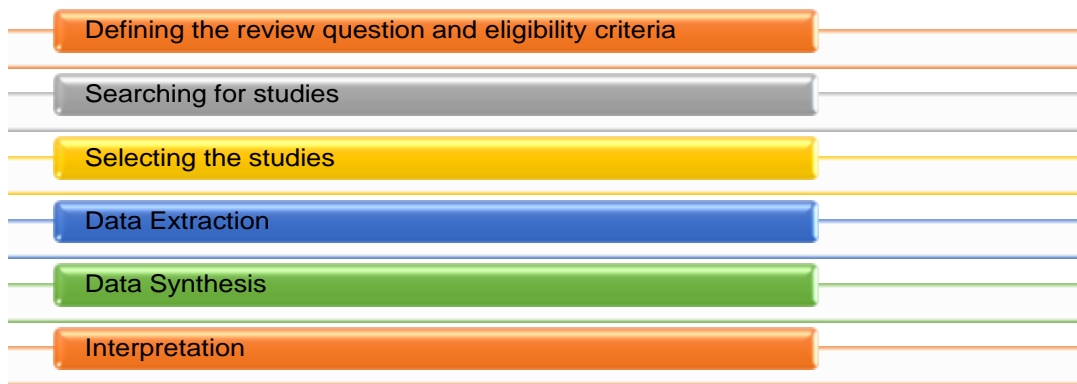 Defining the review question and eligibility criteria
Searching for studies
Selecting the studies
Data Extraction
Data Synthesis
Interpretation